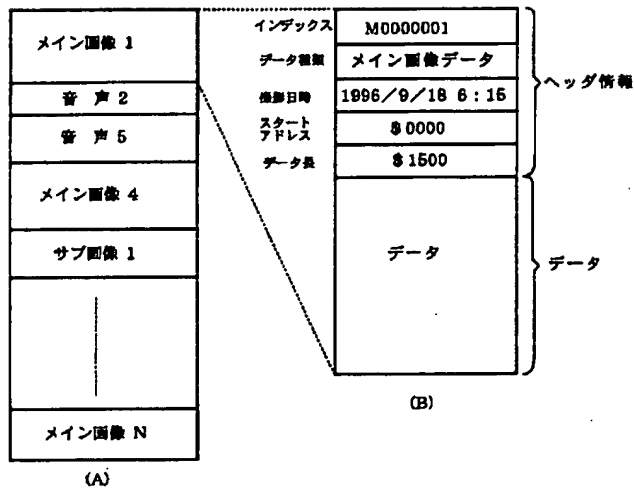 メイン画像 1
音 声 2
音 声 5
メイン画像 4
サブ画像 1
メイン画像 N
(A)
インデックス M0000001
データ種類 メイン画像データ
撮影日時 1996/9/18 6:15
スタート
アドレス $0000
データ長 $1500
データ
ヘッダ情報
データ
(B)